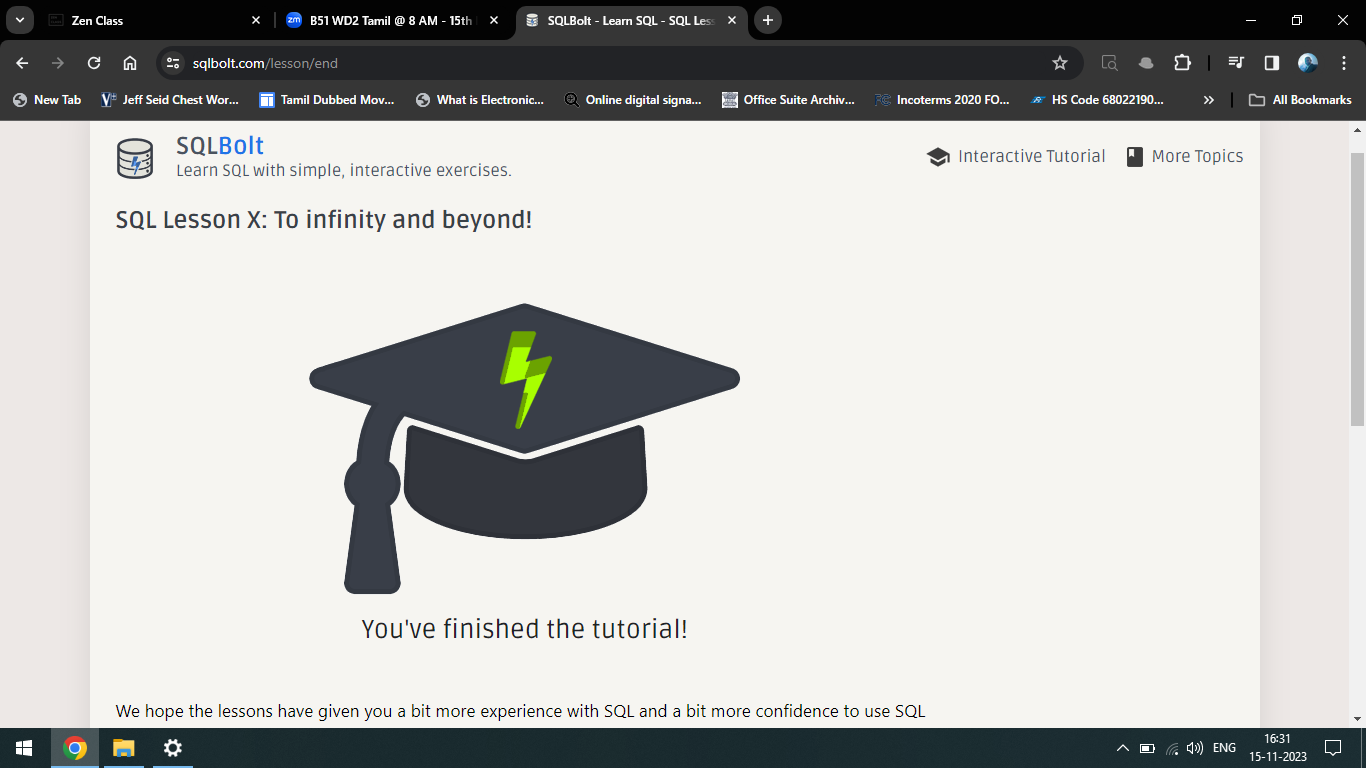 Zen Class
zm B51 WD2 Tamil @ 8 AM - 15th
SQLBolt - Learn SQL - SQL Less
sqlbolt.com/lesson/end
New Tab
Jeff Seid Chest Wor...
Tamil Dubbed Mov...
What is Electronic...
Online digital signa...
Office Suite Archiv...
FC Incoterms 2020 FO...
HS Code 68022190...
All Bookmarks
SQLBolt
Learn SQL with simple, interactive exercises.
Interactive Tutorial
More Topics
SQL Lesson X: To infinity and beyond!
You've finished the tutorial!
We hope the lessons have given you a bit more experience with SQL and a bit more confidence to use SQL
ENG
16:31
15-11-2023